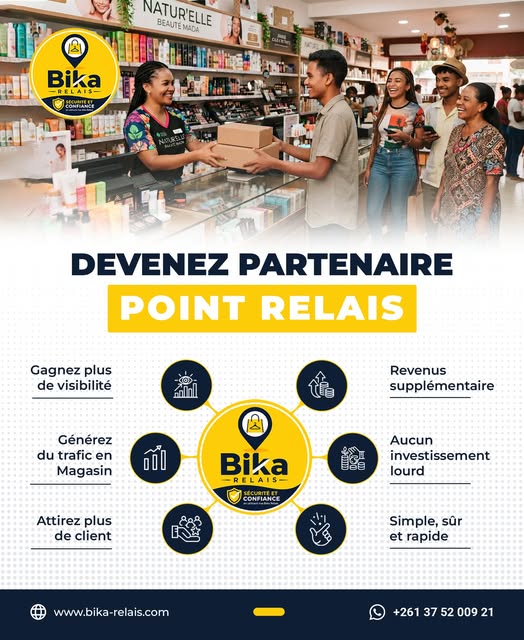 NATUR'ELLE
BEAUTÉ MADA
Bika
RELAIS
SÉCURITÉ ET
CONFIANCE
NATUR'ELLE
DEVENEZ PARTENAIRE
POINT RELAIS
Gagnez plus
de visibilité
Revenus
supplémentaire
Générez
du trafic en
Magasin
Aucun
investissement
lourd
Attirez plus
de client
Simple, sûr
et rapide
Bika
RELAIS
SÉCURITÉ ET
CONFIANCE
www.bika-relais.com
+261 37 52 009 21